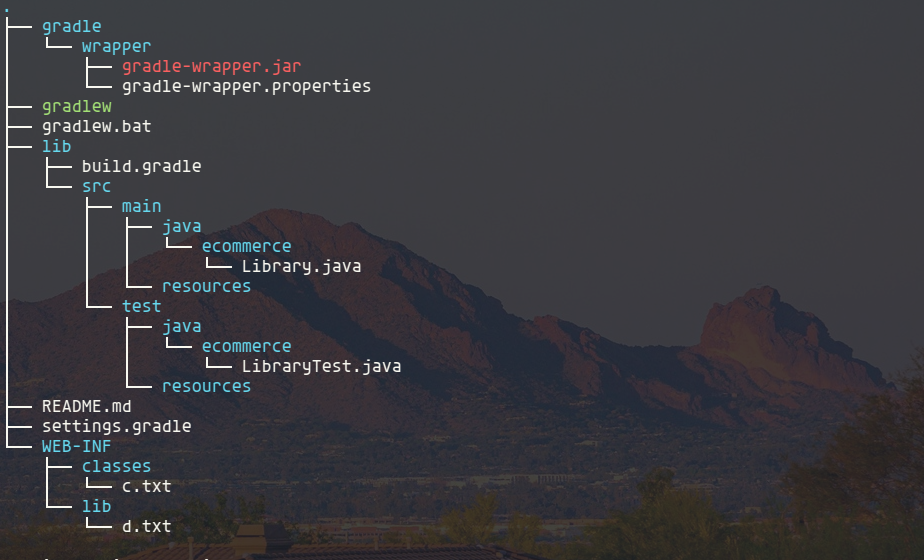 .
├── gradle
│   └── wrapper
│       ├── gradle-wrapper.jar
│       └── gradle-wrapper.properties
├── gradlew
├── gradlew.bat
├── lib
│   ├── build.gradle
│   └── src
│       ├── main
│       │   ├── java
│       │   │   └── ecommerce
│       │   │       └── Library.java
│       │   └── resources
│       └── test
│           ├── java
│           │   └── ecommerce
│           │       └── LibraryTest.java
│           └── resources
├── README.md
├── settings.gradle
└── WEB-INF
    ├── classes
    │   └── c.txt
    └── lib
        └── d.txt